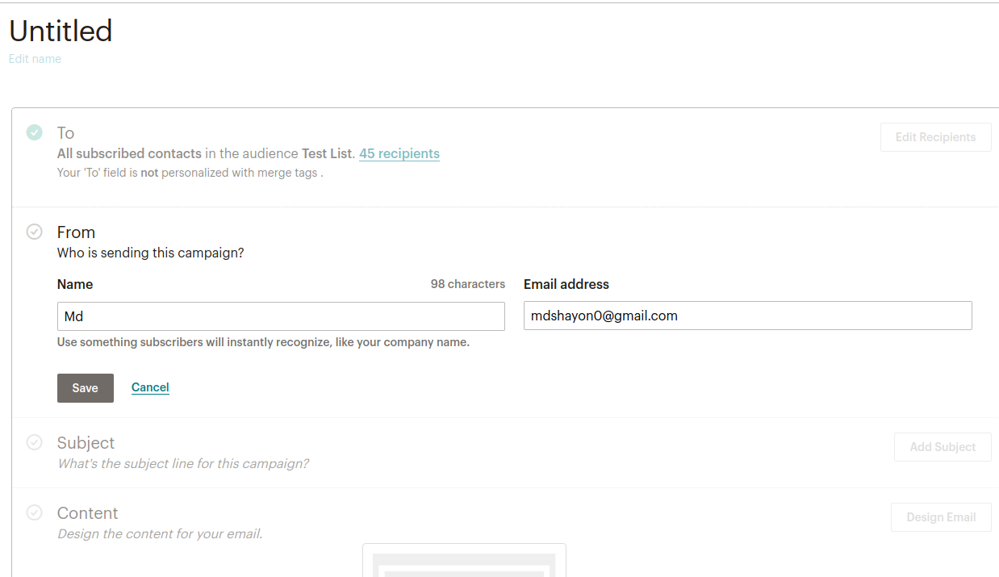 Untitled
Edit name
To
All subscribed contacts in the audience Test List. 45 recipients
Your 'To' field is not personalized with merge tags .
Edit Recipients
From
Who is sending this campaign?
Name 98 characters
Md
Use something subscribers will instantly recognize, like your company name.
Email address
mdshayon0@gmail.com
Save Cancel
Subject
What's the subject line for this campaign?
Add Subject
Content
Design the content for your email.
Design Email